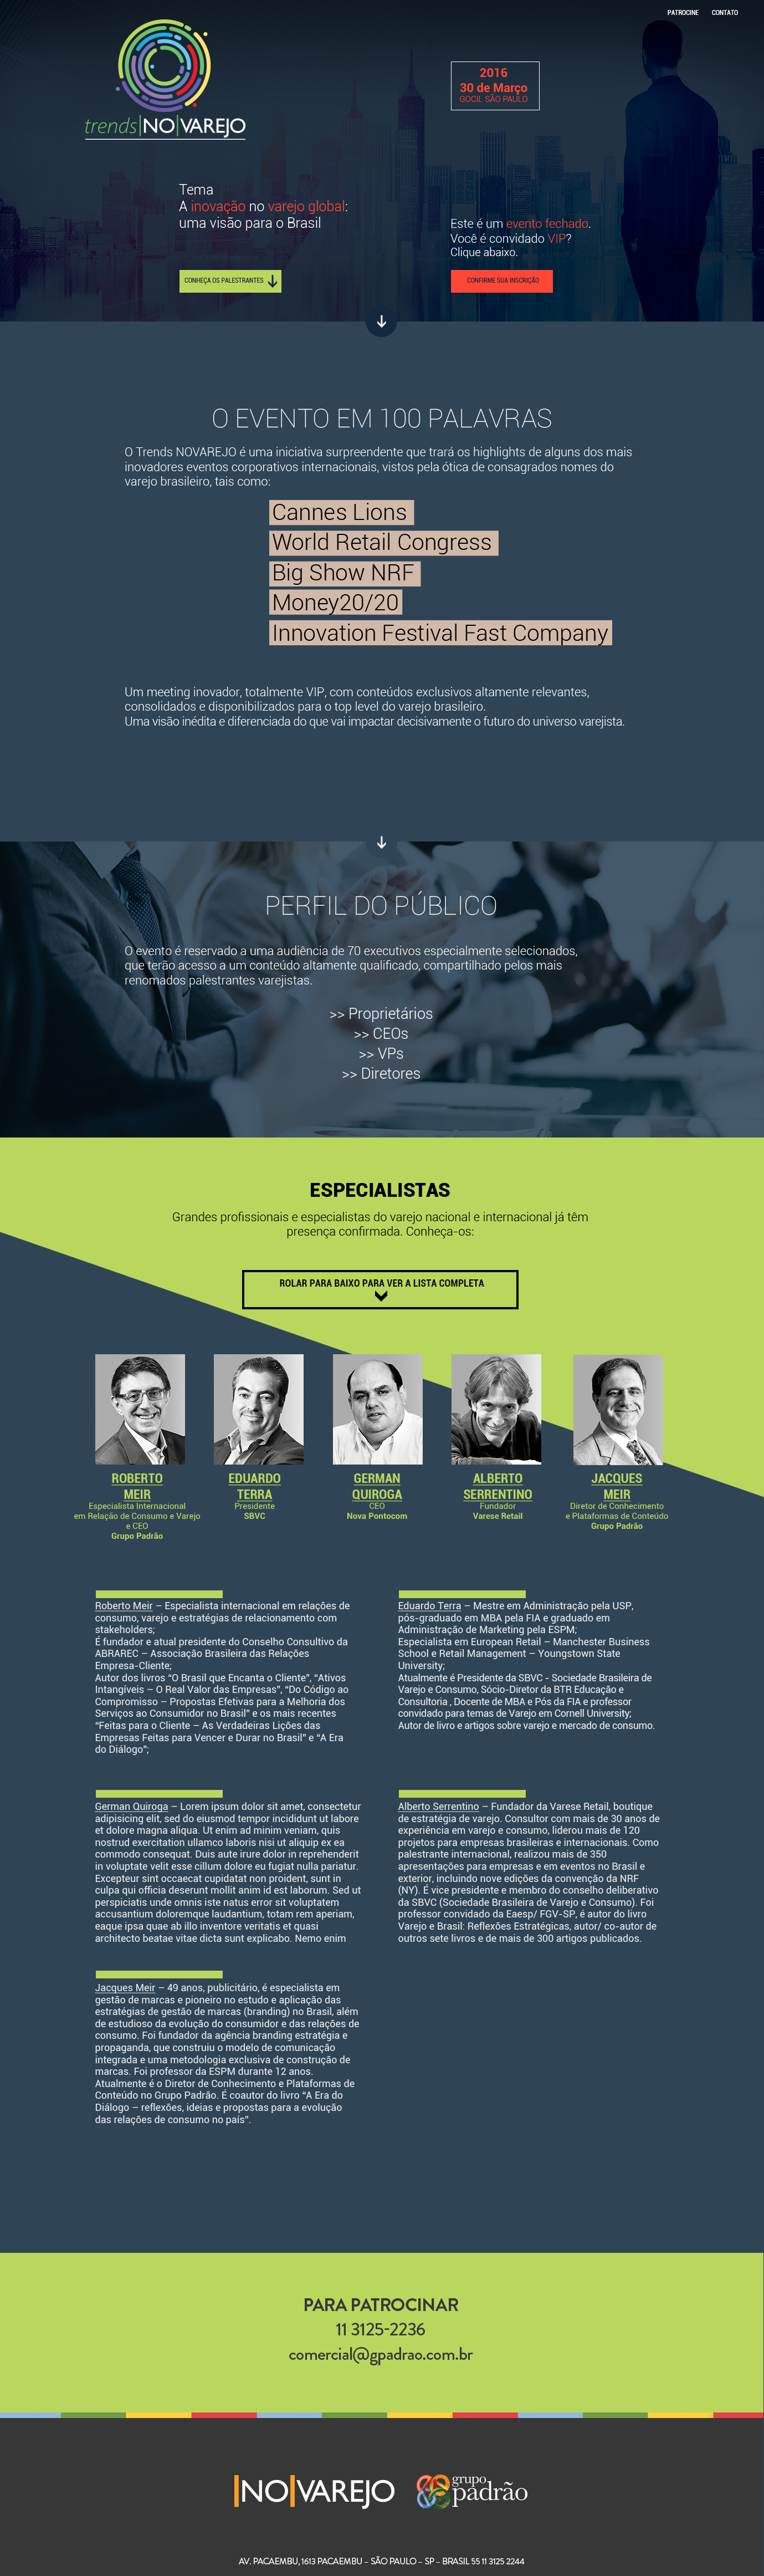 PATROCINE CONTATO
trends|NO|VAREJO
2016
30 de Março
GOCIL SÃO PAULO
Tema
A inovação no varejo global:
uma visão para o Brasil
Este é um evento fechado.
Você é convidado VIP?
Clique abaixo.
CONHEÇA OS PALESTRANTES
CONFIRME SUA INSCRIÇÃO
O EVENTO EM 100 PALAVRAS
O Trends NOVAREJO é uma iniciativa surpreendente que trará os highlights de alguns dos mais
inovadores eventos corporativos internacionais, vistos pela ótica de consagrados nomes do
varejo brasileiro, tais como:
Cannes Lions
World Retail Congress
Big Show NRF
Money20/20
Innovation Festival Fast Company
Um meeting inovador, totalmente VIP, com conteúdos exclusivos altamente relevantes,
consolidados e disponibilizados para o top level do varejo brasileiro.
Uma visão inédita e diferenciada do que vai impactar decisivamente o futuro do universo varejista.
PERFIL DO PÚBLICO
O evento é reservado a uma audiência de 70 executivos especialmente selecionados,
que terão acesso a um conteúdo altamente qualificado, compartilhado pelos mais
renomados palestrantes varejistas.
>> Proprietários
>> CEOs
>> VPs
>> Diretores
ESPECIALISTAS
Grandes profissionais e especialistas do varejo nacional e internacional já têm
presença confirmada. Conheça-os:
ROLAR PARA BAIXO PARA VER A LISTA COMPLETA
ROBERTO
MEIR
Especialista Internacional
em Relação de Consumo e Varejo
e CEO
Grupo Padrão
EDUARDO
TERRA
Presidente
SBVC
GERMAN
QUIROGA
CEO
Nova Pontocom
ALBERTO
SERRENTINO
Fundador
Varese Retail
JACQUES
MEIR
Diretor de Conhecimento
e Plataformas de Conteúdo
Grupo Padrão
Roberto Meir – Especialista internacional em relações de
consumo, varejo e estratégias de relacionamento com
stakeholders;
É fundador e atual presidente do Conselho Consultivo da
ABRAREC – Associação Brasileira das Relações
Empresa-Cliente;
Autor dos livros “O Brasil que Encanta o Cliente”, “Ativos
Intangíveis – O Real Valor das Empresas”, “Do Código ao
Compromisso – Propostas Efetivas para a Melhoria dos
Serviços ao Consumidor no Brasil” e os mais recentes
“Feitas para o Cliente – As Verdadeiras Lições das
Empresas Feitas para Vencer e Durar no Brasil” e “A Era
do Diálogo”;
Eduardo Terra – Mestre em Administração pela USP,
pós-graduado em MBA pela FIA e graduado em
Administração de Marketing pela ESPM;
Especialista em European Retail – Manchester Business
School e Retail Management – Youngstown State
University;
Atualmente é Presidente da SBVC - Sociedade Brasileira de
Varejo e Consumo, Sócio-Diretor da BTR Educação e
Consultoria , Docente de MBA e Pós da FIA e professor
convidado para temas de Varejo em Cornell University;
Autor de livro e artigos sobre varejo e mercado de consumo.
German Quiroga – Lorem ipsum dolor sit amet, consectetur
adipisicing elit, sed do eiusmod tempor incididunt ut labore
et dolore magna aliqua. Ut enim ad minim veniam, quis
nostrud exercitation ullamco laboris nisi ut aliquip ex ea
commodo consequat. Duis aute irure dolor in reprehenderit
in voluptate velit esse cillum dolore eu fugiat nulla pariatur.
Excepteur sint occaecat cupidatat non proident, sunt in
culpa qui officia deserunt mollit anim id est laborum. Sed ut
perspiciatis unde omnis iste natus error sit voluptatem
accusantium doloremque laudantium, totam rem aperiam,
eaque ipsa quae ab illo inventore veritatis et quasi
architecto beatae vitae dicta sunt explicabo. Nemo enim
Alberto Serrentino – Fundador da Varese Retail, boutique
de estratégia de varejo. Consultor com mais de 30 anos de
experiência em varejo e consumo, liderou mais de 120
projetos para empresas brasileiras e internacionais. Como
palestrante internacional, realizou mais de 350
apresentações para empresas e em eventos no Brasil e
exterior, incluindo nove edições da convenção da NRF
(NY). É vice presidente e membro do conselho deliberativo
da SBVC (Sociedade Brasileira de Varejo e Consumo). Foi
professor convidado da Eaesp/ FGV-SP, é autor do livro
Varejo e Brasil: Reflexões Estratégicas, autor/ co-autor de
outros sete livros e de mais de 300 artigos publicados.
Jacques Meir – 49 anos, publicitário, é especialista em
gestão de marcas e pioneiro no estudo e aplicação das
estratégias de gestão de marcas (branding) no Brasil, além
de estudioso da evolução do consumidor e das relações de
consumo. Foi fundador da agência branding estratégia e
propaganda, que construiu o modelo de comunicação
integrada e uma metodologia exclusiva de construção de
marcas. Foi professor da ESPM durante 12 anos.
Atualmente é o Diretor de Conhecimento e Plataformas de
Conteúdo no Grupo Padrão. É coautor do livro “A Era do
Diálogo – reflexões, ideias e propostas para a evolução
das relações de consumo no país”.
PARA PATROCINAR
11 3125-2236
comercial@gpadrao.com.br
|NO|VAREJO
grupo
padrão
AV. PACAEMBU, 1613 PACAEMBU – SÃO PAULO – SP – BRASIL 55 11 3125 2244